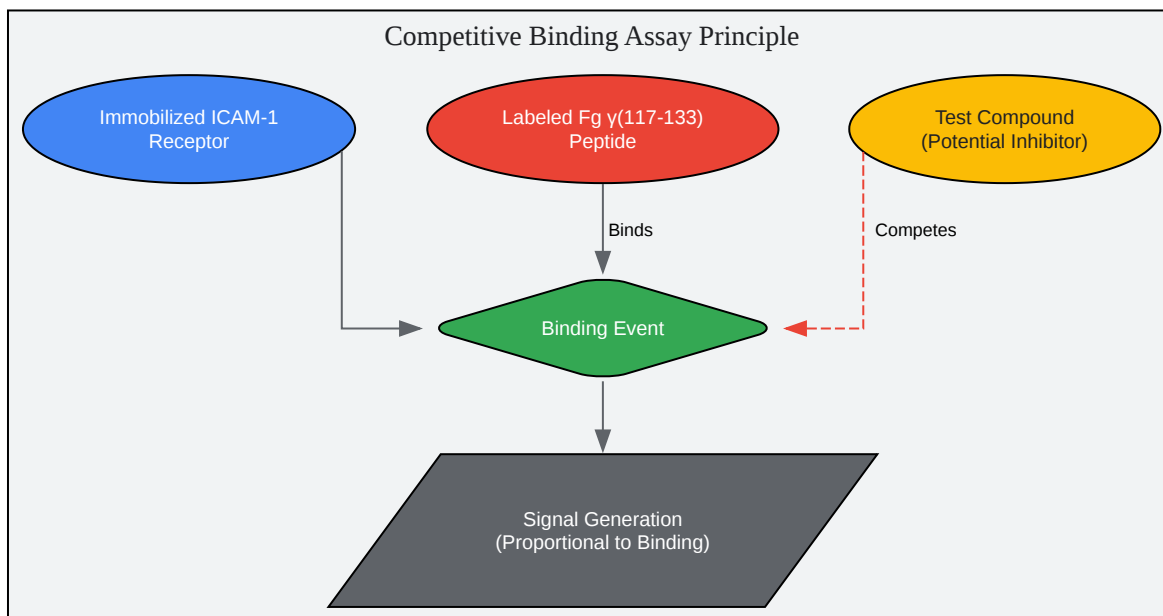 Competitive Binding Assay Principle
Immobilized ICAM-1
Receptor
Labeled Fg γ(117-133)
Peptide
Test Compound
(Potential Inhibitor)
Binds
Competes
Binding Event
Signal Generation
(Proportional to Binding)